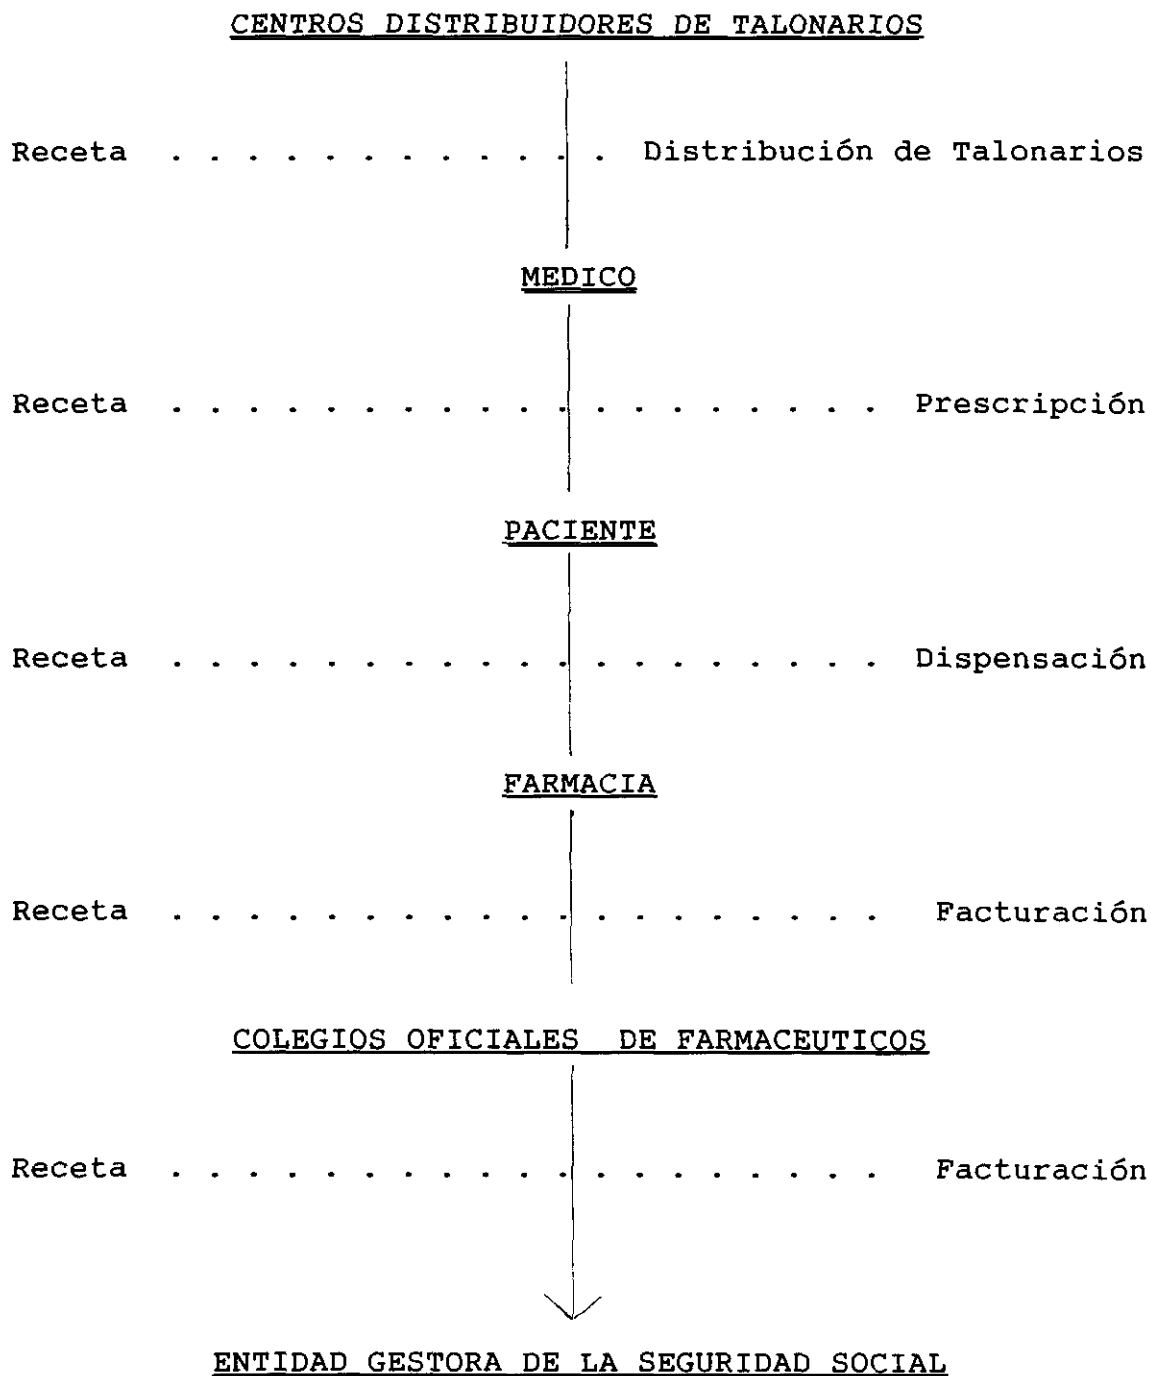 CENTROS DISTRIBUIDORES DE TALONARIOS
Receta . . . . . . . . . . . . Distribución de Talonarios
MEDICO
Receta . . . . . . . . . . . . . . . . . . . Prescripción
PACIENTE
Receta . . . . . . . . . . . . . . . . . . . Dispensación
FARMACIA
Receta . . . . . . . . . . . . . . . . . . . Facturación
COLEGIOS OFICIALES DE FARMACEUTICOS
Receta . . . . . . . . . . . . . . . . . . . Facturación
ENTIDAD GESTORA DE LA SEGURIDAD SOCIAL